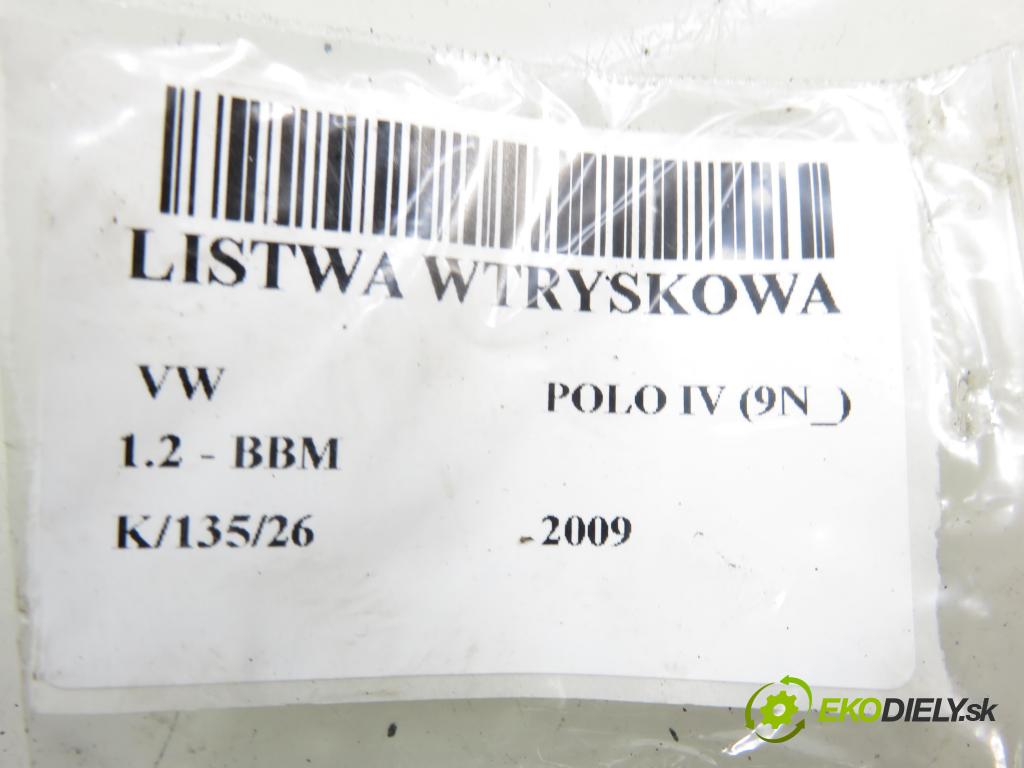 LISTWA WTRYSKOWA
VW POLO IV (9N_)
1.2 - BBM
K/135/26 -2009
EKODIELY.sk